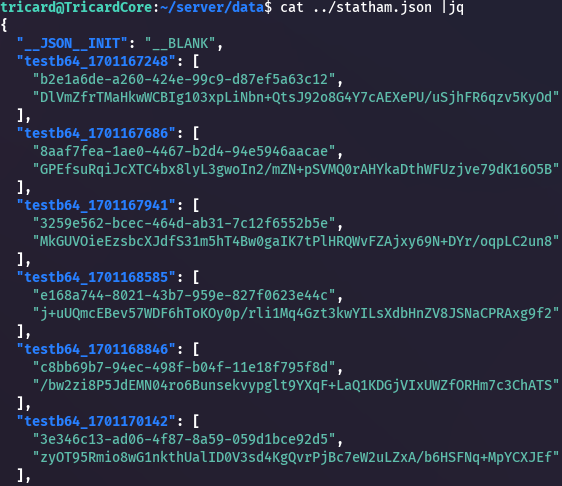 tricard@TricardCore:~/server/data$ cat ../statham.json |jq
{
  "__JSON__INIT": "__BLANK",
  "testb64_1701167248": [
    "b2e1a6de-a260-424e-99c9-d87ef5a63c12",
    "DlVmZfrTMaHkwWCBIg103xpLiNbn+QtsJ92o8G4Y7cAEXePU/uSjhFR6qzv5KyOd"
  ],
  "testb64_1701167686": [
    "8aaf7fea-1ae0-4467-b2d4-94e5946aacae",
    "GPEfsuRqiJcXTC4bx8lyL3gwoIn2/mZN+pSVMQ0rAHYkaDthWFUzjve79dK16O5B"
  ],
  "testb64_1701167941": [
    "3259e562-bcec-464d-ab31-7c12f6552b5e",
    "MkGUVOieEzsbcXJdfS31m5hT4Bw0gaIK7tPlHRQWvFZAjxy69N+DYr/oqpLC2un8"
  ],
  "testb64_1701168585": [
    "e168a744-8021-43b7-959e-827f0623e44c",
    "j+uUQmcEBev57WDF6hToKOy0p/rli1Mq4Gzt3kwYILsXdbHnZV8JSNaCPRAxg9f2"
  ],
  "testb64_1701168846": [
    "c8bb69b7-94ec-498f-b04f-11e18f795f8d",
    "/bw2zi8P5JdEMN04ro6Bunsekvypglt9YXqF+LaQ1KDGjVIxUWZfORHm7c3ChATS"
  ],
  "testb64_1701170142": [
    "3e346c13-ad06-4f87-8a59-059d1bce92d5",
    "zyOT95Rmio8wG1nkthUalID0V3sd4KgQvrPjBc7eW2uLZxA/b6HSFNq+MpYCXJEf"
  ],